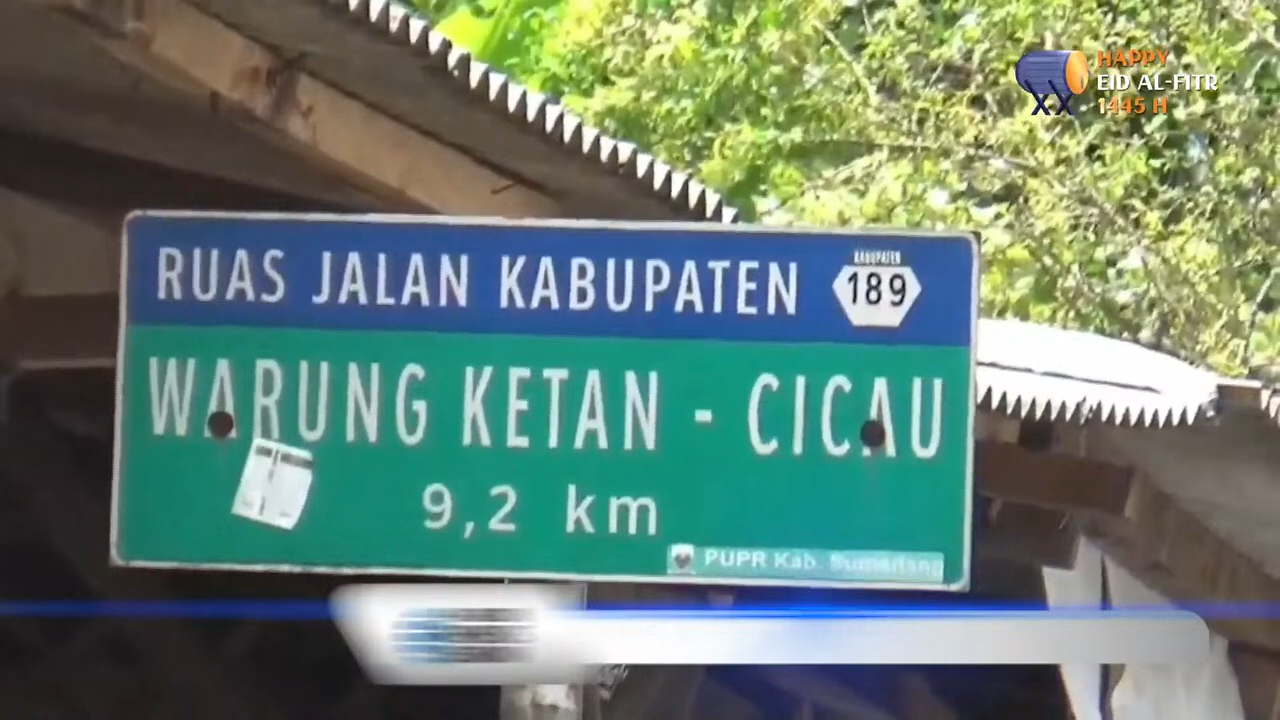 HAPPY
EID AL-FITR
1445 H
RUAS JALAN KABUPATEN
KABUPATEN
189
WARUNG KETAN - CICAU
9,2 km
PUPR Kab. Sumedang